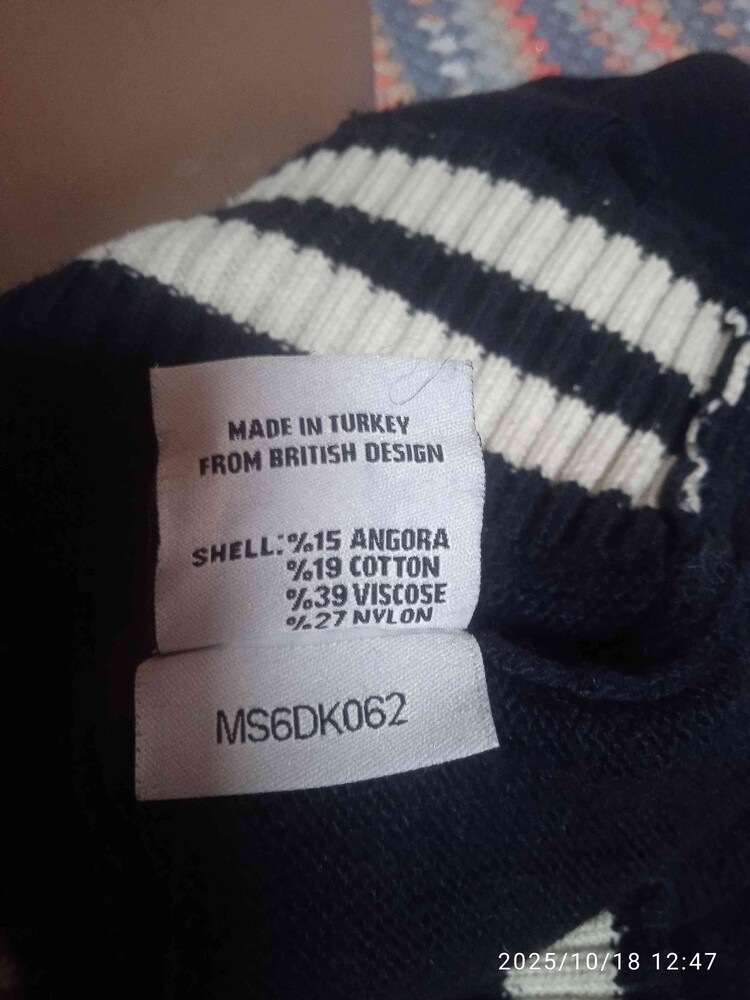 MADE IN TURKEY
FROM BRITISH DESIGN
SHELL: %15 ANGORA
%19 COTTON
%39 VISCOSE
%27 NYLON
MS6DK062
2025/10/18 12:47